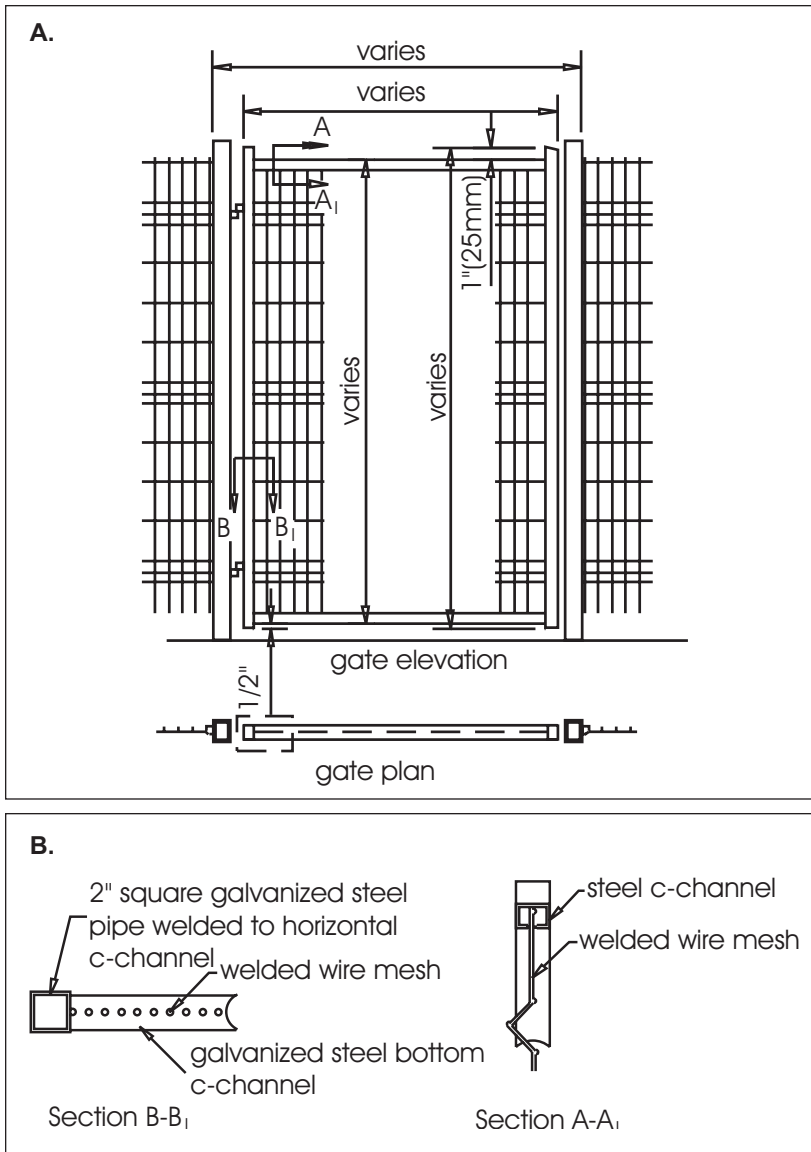 A.
varies
varies
A
A₁
1"(25mm)
varies
varies
B
B₁
gate elevation
1/2"
gate plan
B.
2" square galvanized steel
pipe welded to horizontal
c-channel
welded wire mesh
galvanized steel bottom
c-channel
Section B-B₁
steel c-channel
welded wire mesh
Section A-A₁